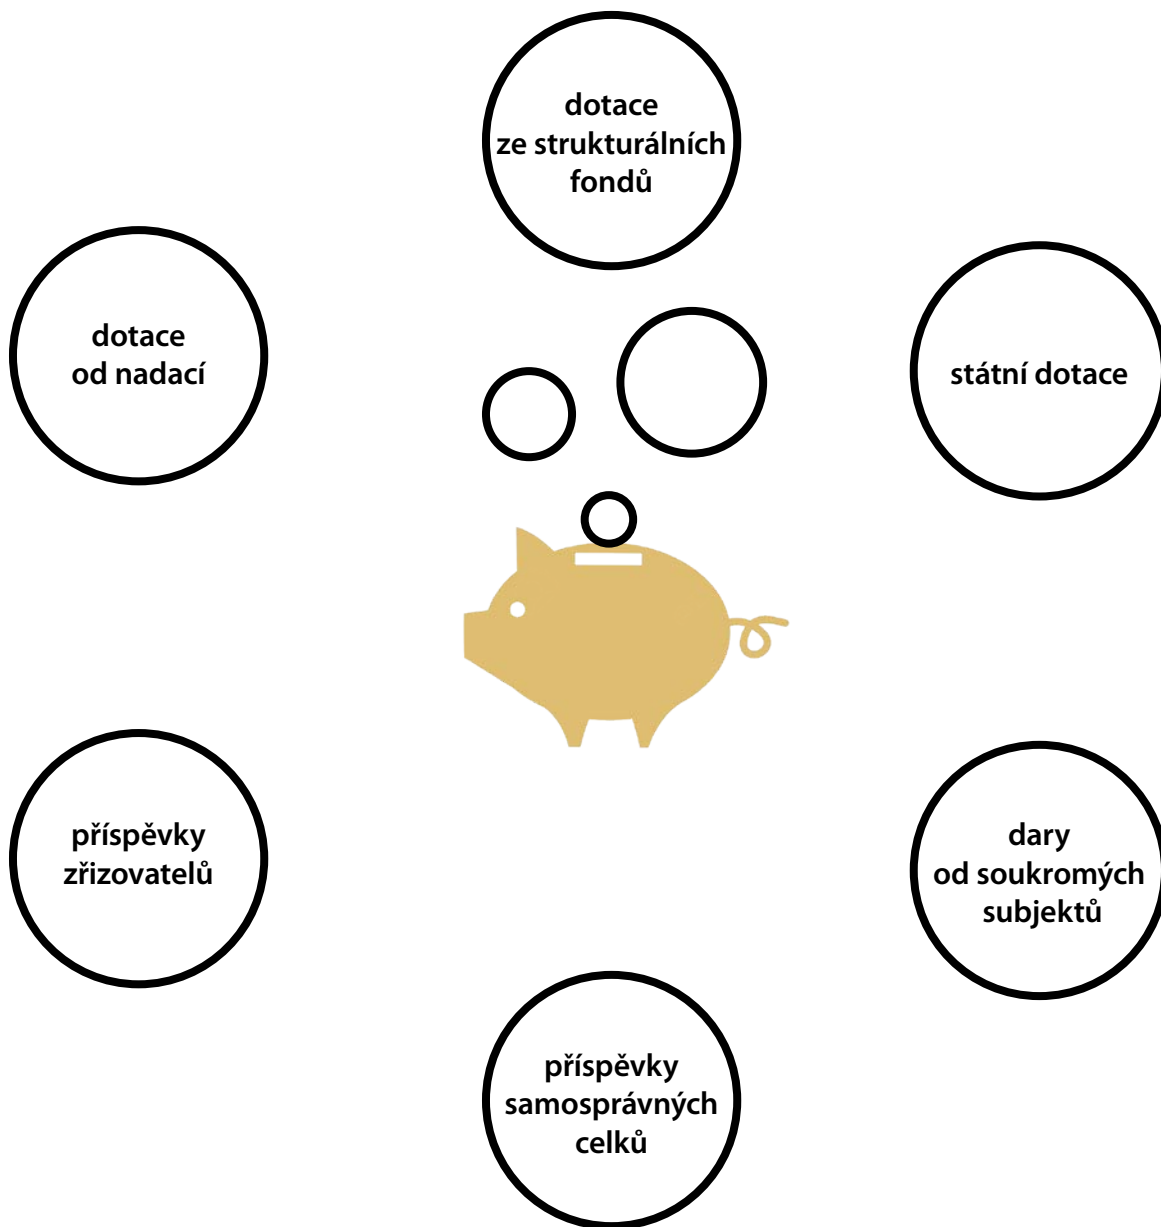 dotace
ze strukturálních
fondů
dotace
od nadací
státní dotace
příspěvky
zřizovatelů
dary
od soukromých
subjektů
příspěvky
samosprávných
celků